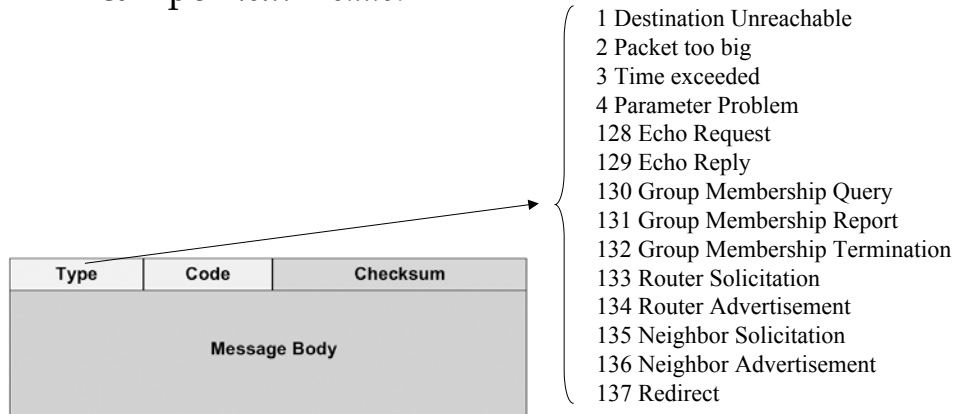 1 Destination Unreachable
2 Packet too big
3 Time exceeded
4 Parameter Problem
128 Echo Request
129 Echo Reply
130 Group Membership Query
131 Group Membership Report
132 Group Membership Termination
133 Router Solicitation
134 Router Advertisement
135 Neighbor Solicitation
136 Neighbor Advertisement
137 Redirect
Type Code Checksum
Message Body